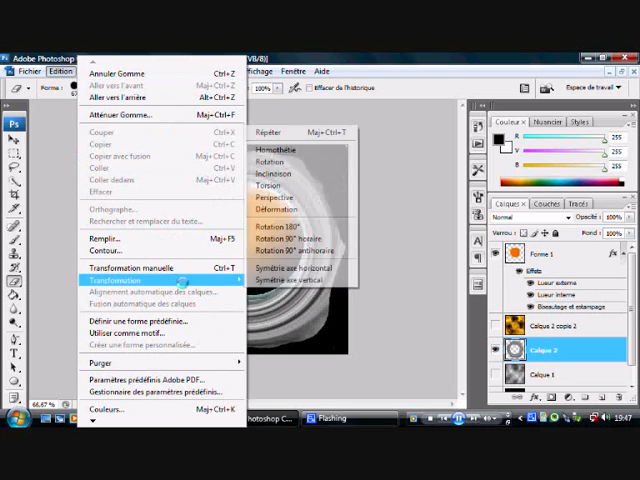 Adobe Photoshop C
(B/8)]
Fichier
Edition
ffichage
Fenêtre
Aide
Forme :
100%
Effacer de l'historique
Espace de travail
Annuler Gomme Ctrl+Z
Aller vers l'avant Maj+Ctrl+Z
Aller vers l'arrière Alt+Ctrl+Z
Atténuer Gomme... Maj+Ctrl+F
Couper Ctrl+X
Copier Ctrl+C
Copier avec fusion Maj+Ctrl+C
Coller Ctrl+V
Coller dedans Maj+Ctrl+V
Effacer
Orthographe...
Rechercher et remplacer du texte...
Remplir... Maj+F5
Contour...
Transformation manuelle Ctrl+T
Transformation
Alignement automatique des calques...
Fusion automatique des calques
Définir une forme prédéfinie...
Utiliser comme motif...
Créer une forme personnalisée...
Purger
Paramètres prédéfinis Adobe PDF...
Gestionnaire des paramètres prédéfinis...
Couleurs... Maj+Ctrl+K
Répéter Maj+Ctrl+T
Homothétie
Rotation
Inclinaison
Torsion
Perspective
Déformation
Rotation 180°
Rotation 90° horaire
Rotation 90° antihoraire
Symétrie axe horizontal
Symétrie axe vertical
Couleur
Nuancier
Styles
R 255
V 255
B 255
Calques
Couches
Tracés
Normal
Opacité : 100%
Verrou :
Fond : 100%
Forme 1
Effets
Lueur externe
Lueur interne
Biseautage et estampage
Calque 2 copie 2
Calque 2
Calque 1
66,67 %
hotoshop C...
Flashing
19:47